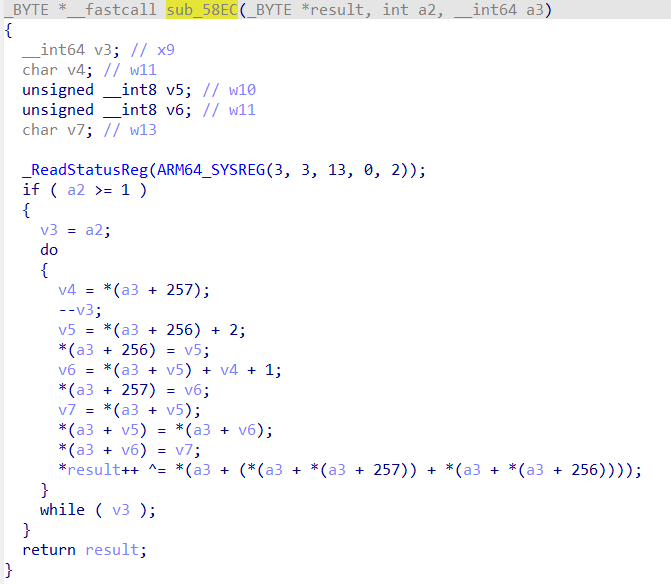 _BYTE *__fastcall sub_58EC(_BYTE *result, int a2, __int64 a3)
{
  __int64 v3; // x9
  char v4; // w11
  unsigned __int8 v5; // w10
  unsigned __int8 v6; // w11
  char v7; // w13

  _ReadStatusReg(ARM64_SYSREG(3, 3, 13, 0, 2));
  if ( a2 >= 1 )
  {
    v3 = a2;
    do
    {
      v4 = *(a3 + 257);
      --v3;
      v5 = *(a3 + 256) + 2;
      *(a3 + 256) = v5;
      v6 = *(a3 + v5) + v4 + 1;
      *(a3 + 257) = v6;
      v7 = *(a3 + v5);
      *(a3 + v5) = *(a3 + v6);
      *(a3 + v6) = v7;
      *result++ ^= *(a3 + (*(a3 + *(a3 + 257)) + *(a3 + *(a3 + 256))));
    }
    while ( v3 );
  }
  return result;
}